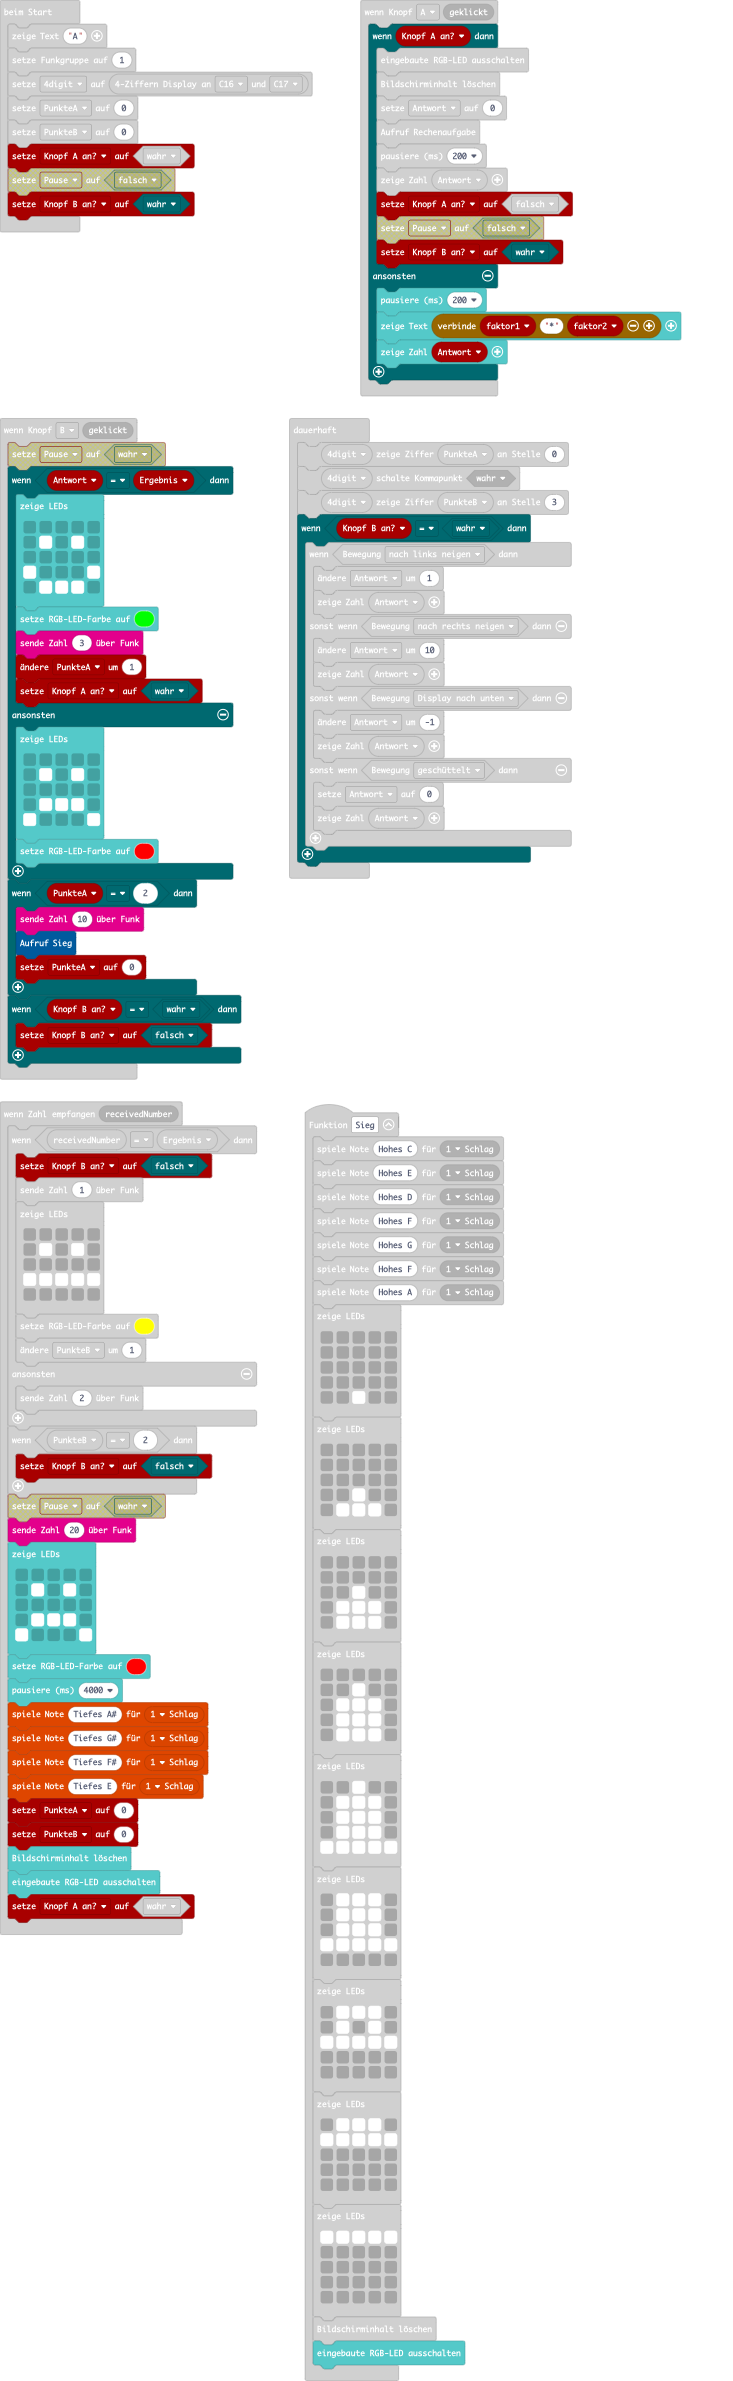 beim Start
zeige Text "A"
setze Funkgruppe auf 1
setze 4digit auf 4-Ziffern Display an C16 und C17
setze PunkteA auf 0
setze PunkteB auf 0
setze Knopf A an? auf wahr
setze Pause auf falsch
setze Knopf B an? auf wahr
wenn Knopf A geklickt
wenn Knopf A an? dann
eingebaute RGB-LED ausschalten
Bildschirminhalt löschen
setze Antwort auf 0
Aufruf Rechenaufgabe
pausiere (ms) 200
zeige Zahl Antwort
setze Knopf A an? auf falsch
setze Pause auf falsch
setze Knopf B an? auf wahr
ansonsten
pausiere (ms) 200
zeige Text verbinde faktor1 "*" faktor2
zeige Zahl Antwort
wenn Knopf B geklickt
setze Pause auf wahr
wenn Antwort = Ergebnis dann
zeige LEDs
setze RGB-LED-Farbe auf
sende Zahl 3 über Funk
ändere PunkteA um 1
setze Knopf A an? auf wahr
ansonsten
zeige LEDs
setze RGB-LED-Farbe auf
wenn PunkteA = 2 dann
sende Zahl 10 über Funk
Aufruf Sieg
setze PunkteA auf 0
wenn Knopf B an? = wahr dann
setze Knopf B an? auf falsch
dauerhaft
4digit zeige Ziffer PunkteA an Stelle 0
4digit schalte Kommapunkt wahr
4digit zeige Ziffer PunkteB an Stelle 3
wenn Knopf B an? = wahr dann
wenn Bewegung nach links neigen dann
ändere Antwort um 1
zeige Zahl Antwort
sonst wenn Bewegung nach rechts neigen dann
ändere Antwort um 10
zeige Zahl Antwort
sonst wenn Bewegung Display nach unten dann
ändere Antwort um -1
zeige Zahl Antwort
sonst wenn Bewegung geschüttelt dann
setze Antwort auf 0
zeige Zahl Antwort
wenn Zahl empfangen receivedNumber
wenn receivedNumber = Ergebnis dann
setze Knopf B an? auf falsch
sende Zahl 1 über Funk
zeige LEDs
setze RGB-LED-Farbe auf
ändere PunkteB um 1
ansonsten
sende Zahl 2 über Funk
wenn PunkteB = 2 dann
setze Knopf B an? auf falsch
setze Pause auf wahr
sende Zahl 20 über Funk
zeige LEDs
setze RGB-LED-Farbe auf
pausiere (ms) 4000
spiele Note Tiefes A# für 1 Schlag
spiele Note Tiefes G# für 1 Schlag
spiele Note Tiefes F# für 1 Schlag
spiele Note Tiefes E für 1 Schlag
setze PunkteA auf 0
setze PunkteB auf 0
Bildschirminhalt löschen
eingebaute RGB-LED ausschalten
setze Knopf A an? auf wahr
Funktion Sieg
spiele Note Hohes C für 1 Schlag
spiele Note Hohes E für 1 Schlag
spiele Note Hohes D für 1 Schlag
spiele Note Hohes F für 1 Schlag
spiele Note Hohes G für 1 Schlag
spiele Note Hohes F für 1 Schlag
spiele Note Hohes A für 1 Schlag
zeige LEDs
zeige LEDs
zeige LEDs
zeige LEDs
zeige LEDs
zeige LEDs
zeige LEDs
zeige LEDs
zeige LEDs
Bildschirminhalt löschen
eingebaute RGB-LED ausschalten